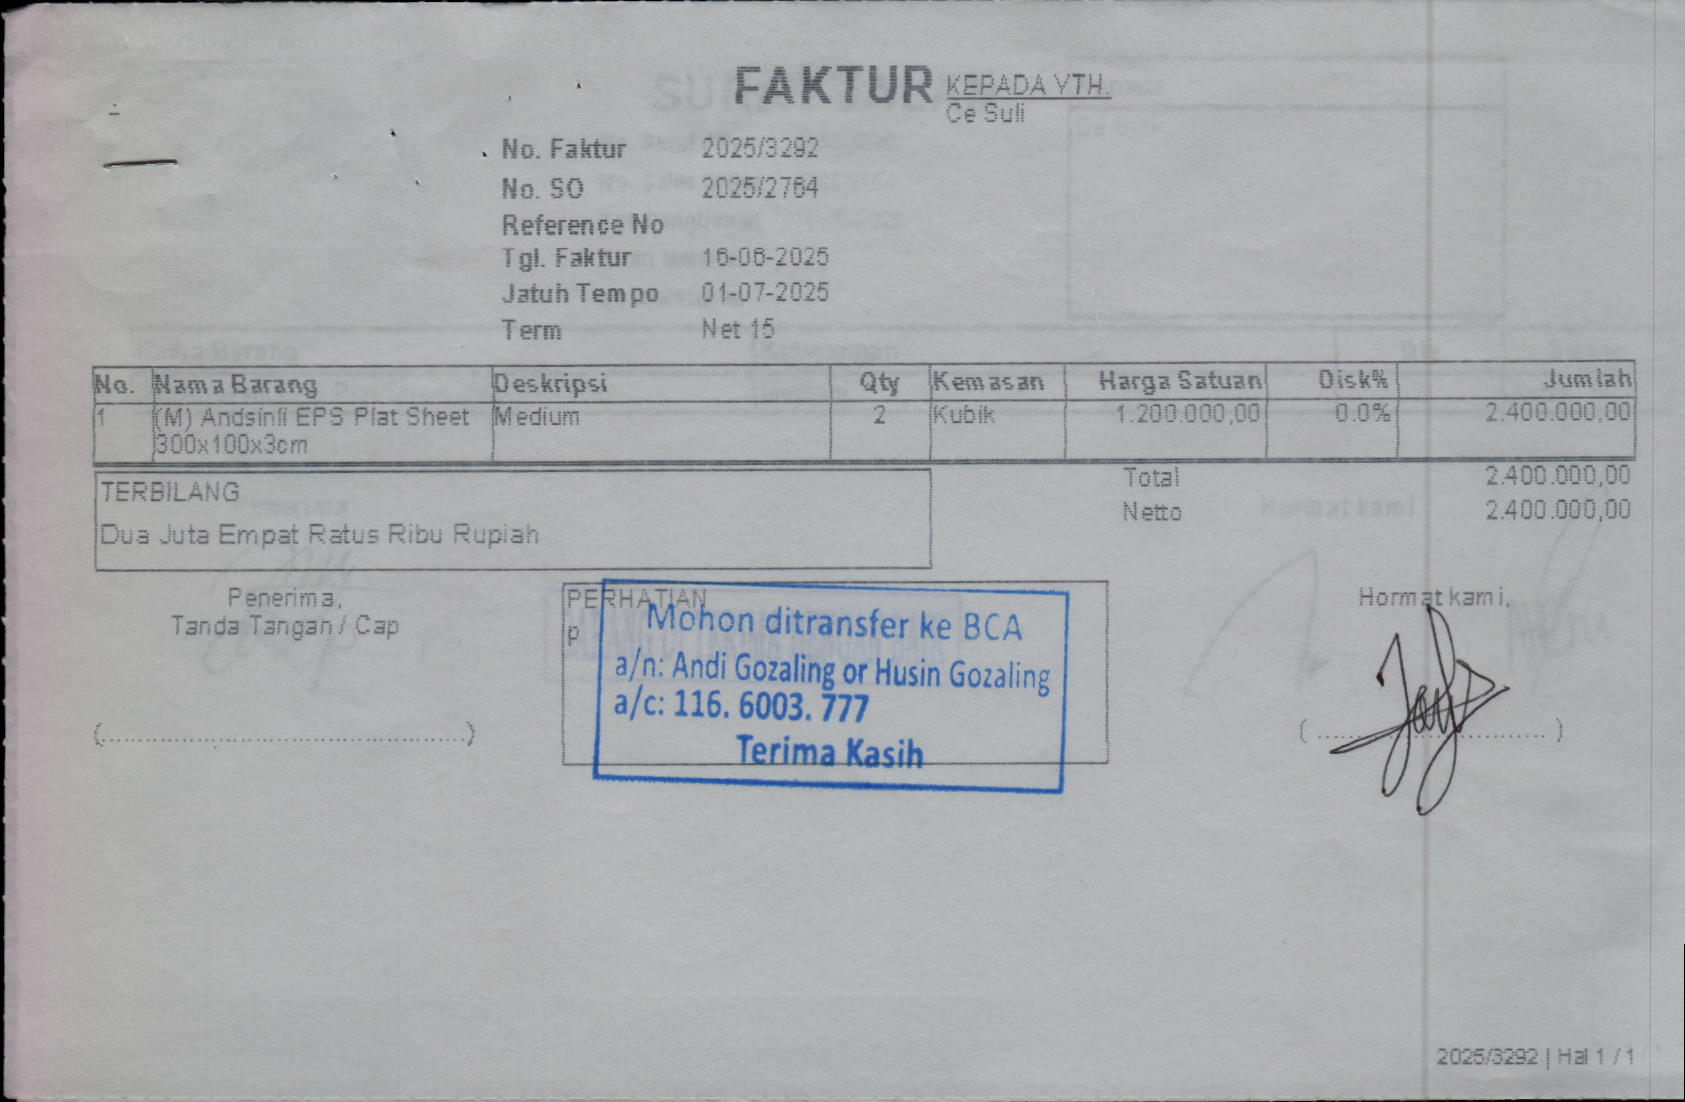 FAKTUR
KEPADA YTH.
Ce Suli
No. Faktur 2025/3292
No. SO 2025/2764
Reference No
Tgl. Faktur 16-06-2025
Jatuh Tempo 01-07-2025
Term Net 15
No. Nama Barang Deskripsi Qty Kemasan Harga Satuan Disk% Jumlah
1 (M) Andsinli EPS Plat Sheet Medium 2 Kubik 1.200.000,00 0.0% 2.400.000,00
300x100x3cm
Total 2.400.000,00
Netto 2.400.000,00
TERBILANG
Dua Juta Empat Ratus Ribu Rupiah
Penerima,
Tanda Tangan / Cap
(..............................................)
PERHATIAN
p
Mohon ditransfer ke BCA
a/n: Andi Gozaling or Husin Gozaling
a/c: 116. 6003. 777
Terima Kasih
Hormat kami,
( ............................. )
2025/3292 | Hal 1 / 1